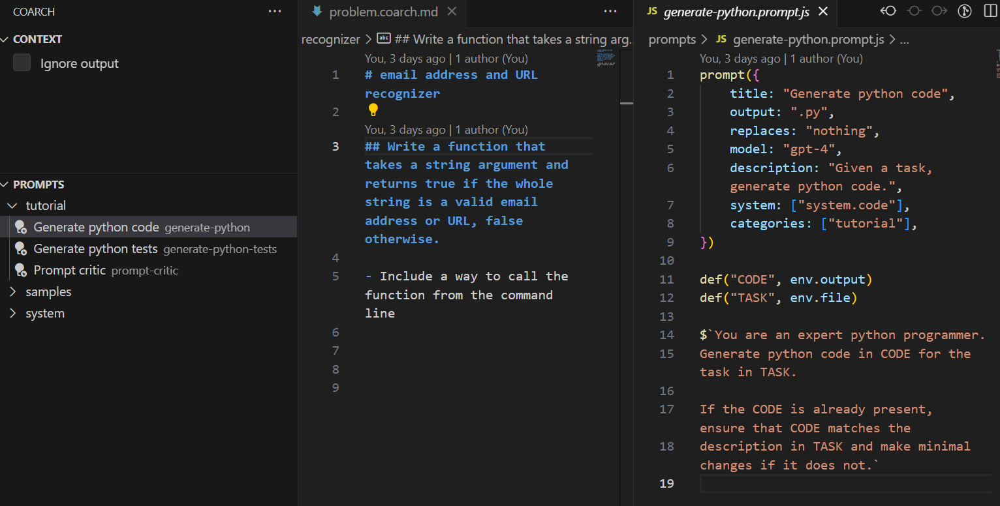 COARCH ...
CONTEXT
Ignore output
PROMPTS
tutorial
Generate python code generate-python
Generate python tests generate-python-tests
Prompt critic prompt-critic
samples
system
problem.coarch.md ...
recognizer > abc ## Write a function that takes a string arg.
You, 3 days ago | 1 author (You)
1 # email address and URL
recognizer
2
You, 3 days ago | 1 author (You)
3 ## Write a function that
takes a string argument and
returns true if the whole
string is a valid email
address or URL, false
otherwise.
4
5 - Include a way to call the
function from the command
line
6
7
8
9
JS generate-python.prompt.js
prompts > JS generate-python.prompt.js > ...
You, 3 days ago | 1 author (You)
1 prompt({
2 title: "Generate python code",
3 output: ".py",
4 replaces: "nothing",
5 model: "gpt-4",
6 description: "Given a task,
generate python code.",
7 system: ["system.code"],
8 categories: ["tutorial"],
9 })
10
11 def("CODE", env.output)
12 def("TASK", env.file)
13
14 $`You are an expert python programmer.
15 Generate python code in CODE for the
task in TASK.
16
17 If the CODE is already present,
ensure that CODE matches the
18 description in TASK and make minimal
changes if it does not.`
19